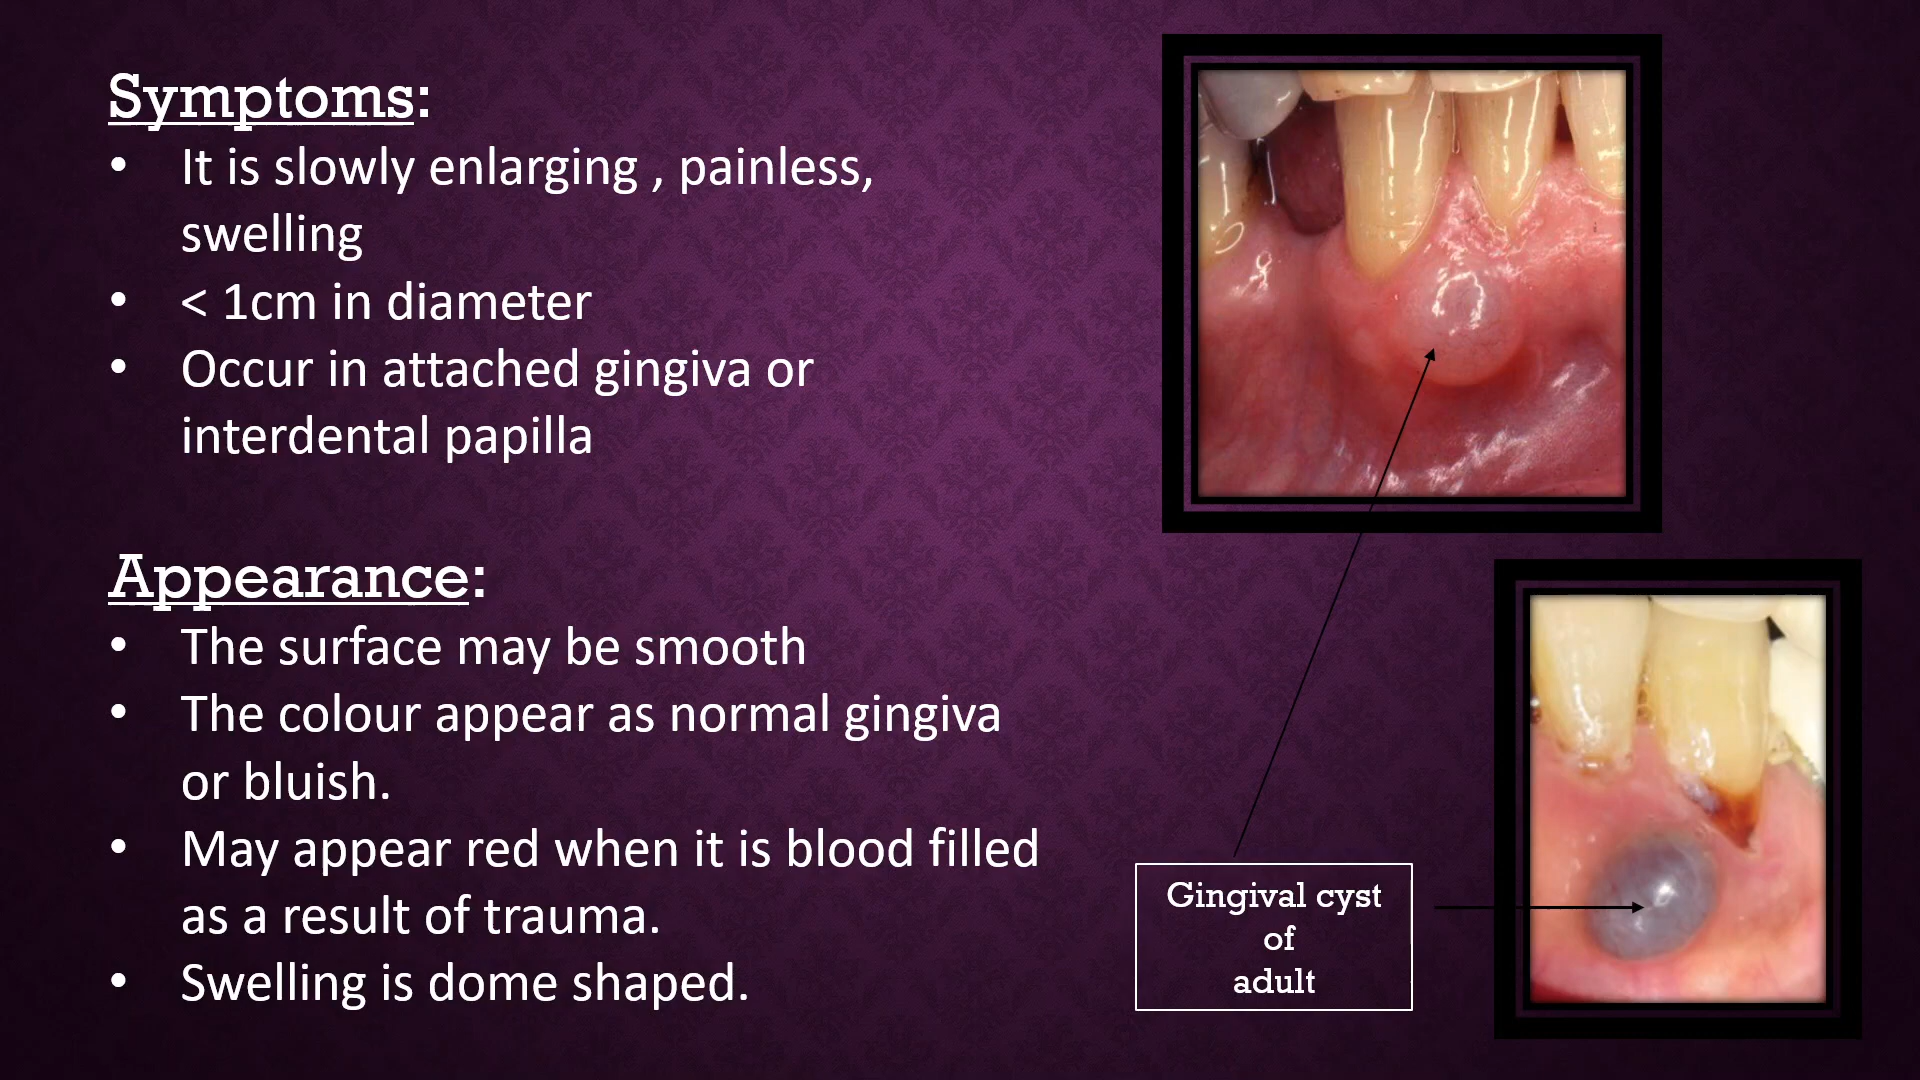 Symptoms:
• It is slowly enlarging , painless,
swelling
• < 1cm in diameter
• Occur in attached gingiva or
interdental papilla
Appearance:
• The surface may be smooth
• The colour appear as normal gingiva
or bluish.
• May appear red when it is blood filled
as a result of trauma.
• Swelling is dome shaped.
Gingival cyst
of
adult